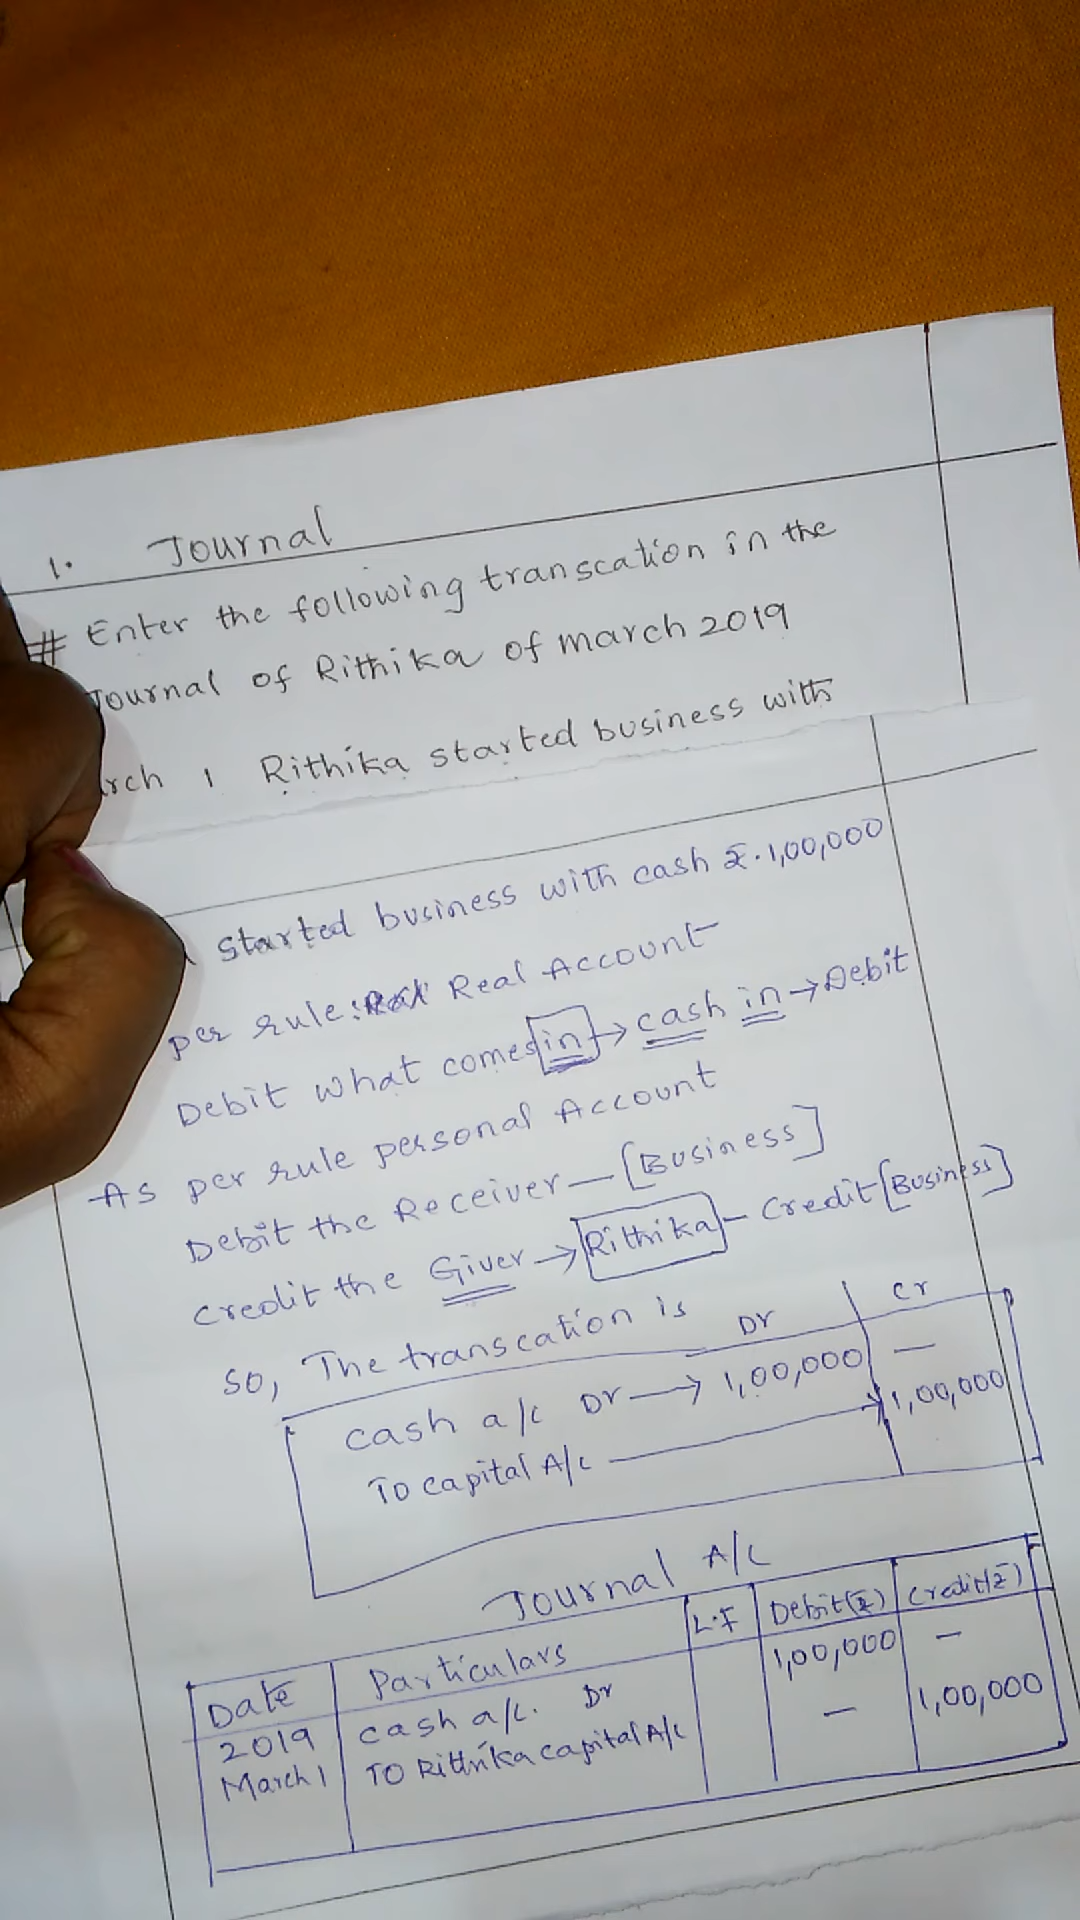 1. Journal
# Enter the following transcation in the
Journal of Rithika of march 2019
rch 1 Rithika started business with
started business with cash ₹.1,00,000
per rule: Real Account
Debit what comes in → cash in → Debit
As per rule personal Account
Debit the Receiver — [Business]
credit the Giver → Rithika - Credit [Business]
so, The transcation is Dr cr
cash a/c Dr → 1,00,000 —
To capital A/c → 1,00,000
Journal A/c
Date Particulars L.F Debit(₹) Credit(₹)
2019 cash a/c. Dr 1,00,000 —
March 1 To Rithika capital A/c — 1,00,000